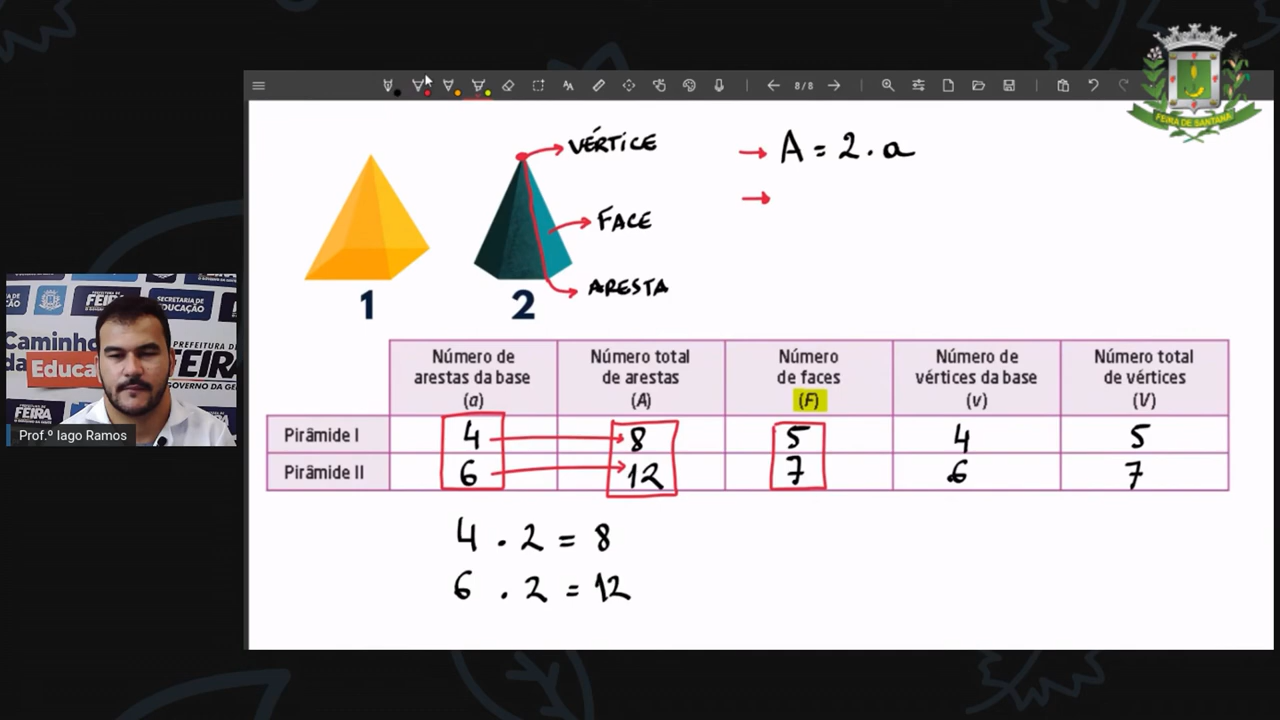 FEIRA DE SANTANA
8/8
VÉRTICE
FACE
ARESTA
→ A = 2 . a
→
1
2
Número de arestas da base (a)
Número total de arestas (A)
Número de faces (F)
Número de vértices da base (v)
Número total de vértices (V)
Pirâmide I 4 8 5 4 5
Pirâmide II 6 12 7 6 7
4 . 2 = 8
6 . 2 = 12
FEIRA
SECRETARIA DE EDUCAÇÃO
Caminho
da Educa
PREFEITURA DE
FEIRA
FEIRA
Prof.º Iago Ramos